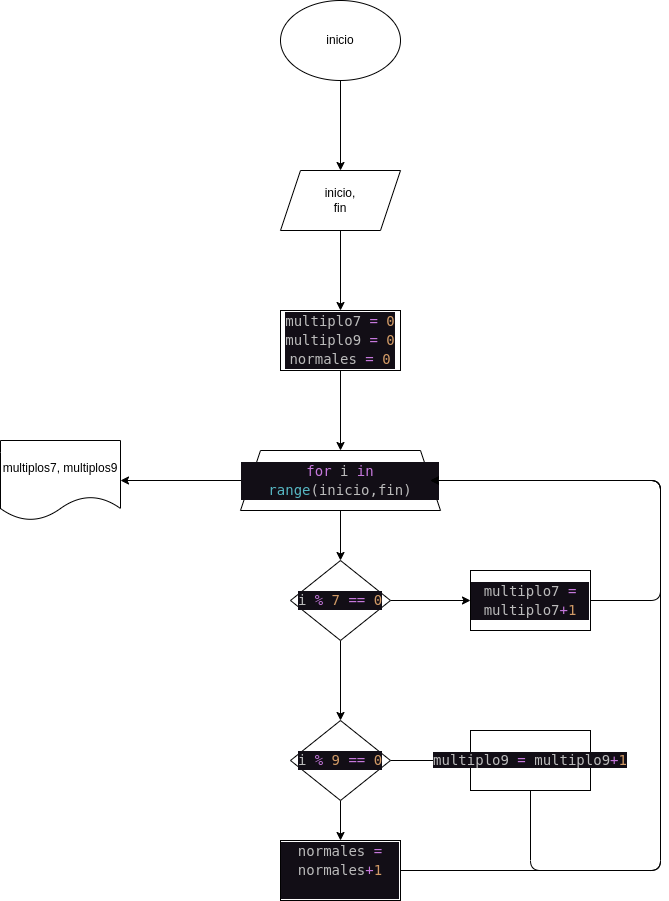 inicio
inicio,
fin
multiplo7 = 0
multiplo9 = 0
normales = 0
multiplos7, multiplos9
for i in
range(inicio,fin)
i % 7 == 0
multiplo7 =
multiplo7+1
i % 9 == 0
multiplo9 = multiplo9+1
normales =
normales+1